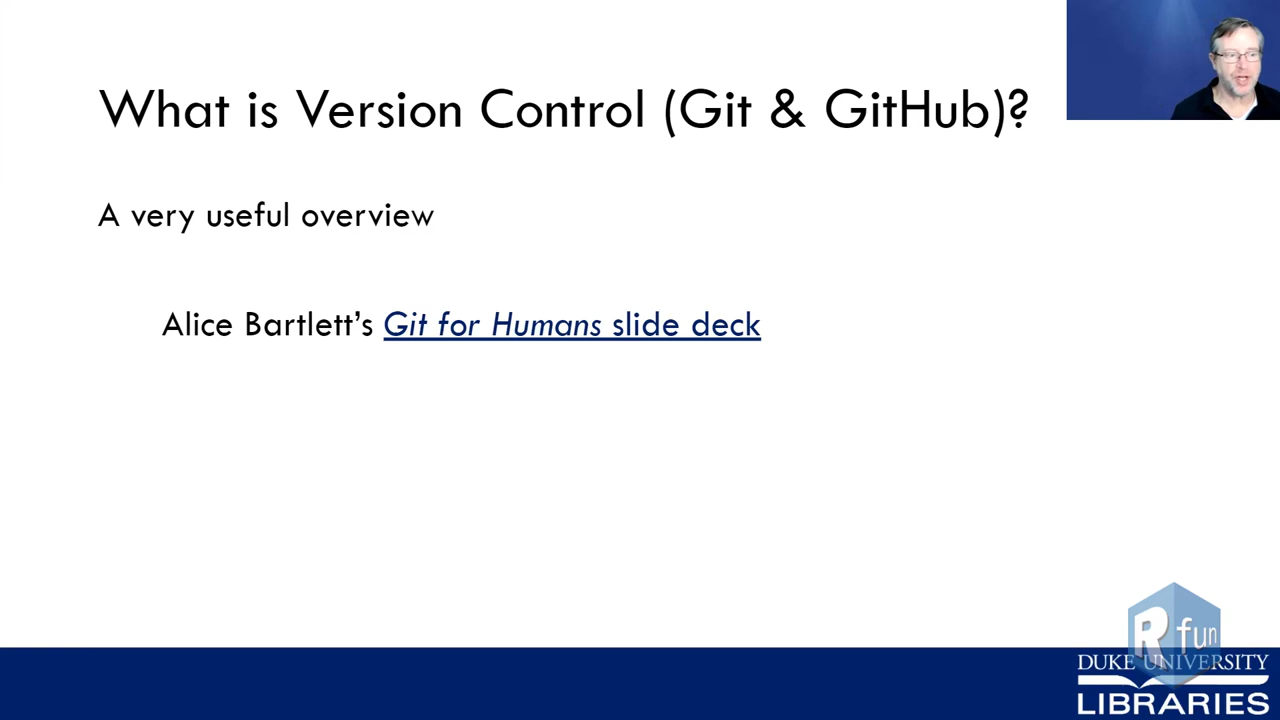 What is Version Control (Git & GitHub)?
A very useful overview
Alice Bartlett’s Git for Humans slide deck
R fun
DUKE UNIVERSITY
LIBRARIES